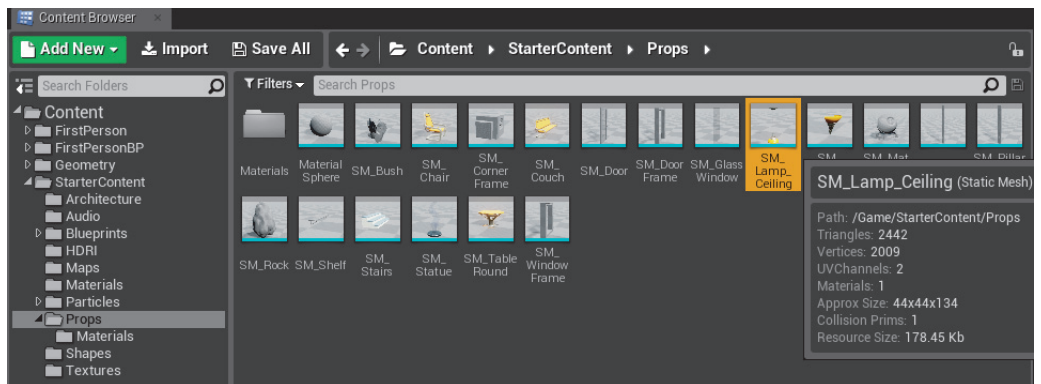 Content Browser
Add New Import Save All Content StarterContent Props
Search Folders
Content
FirstPerson
FirstPersonBP
Geometry
StarterContent
Architecture
Audio
Blueprints
HDRI
Maps
Materials
Particles
Props
Materials
Shapes
Textures
Filters Search Props
Materials
Material
Sphere
SM_Bush
SM_
Chair
SM_
Corner
Frame
SM_
Couch
SM_Door
SM_Door
Frame
SM_Glass
Window
SM_
Lamp_
Ceiling
SM_Rock
SM_Shelf
SM_
Stairs
SM_
Statue
SM_Table
Round
SM_
Window
Frame
SM_Lamp_Ceiling (Static Mesh)
Path: /Game/StarterContent/Props
Triangles: 2442
Vertices: 2009
UVChannels: 2
Materials: 1
Approx Size: 44x44x134
Collision Prims: 1
Resource Size: 178.45 Kb